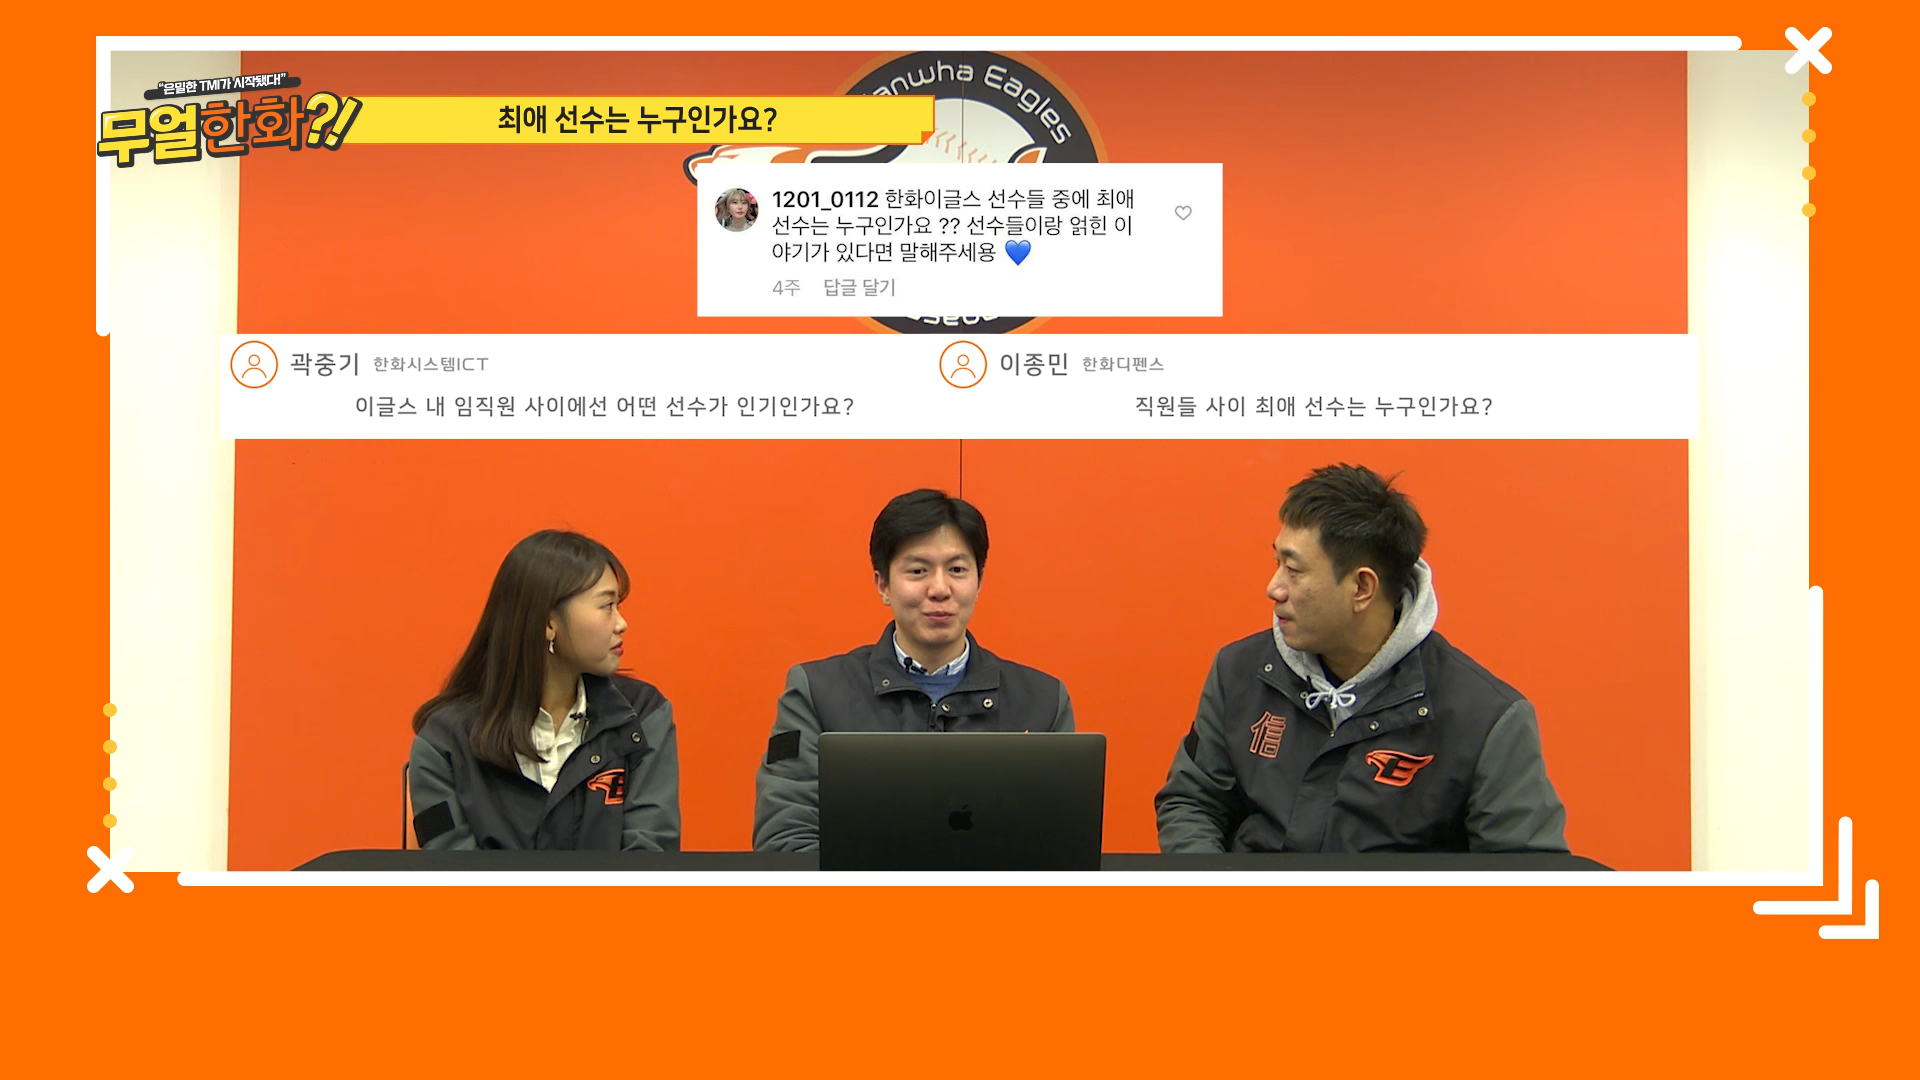 "은밀한 TMI가 시작됐다!"
무얼한화?!
최애 선수는 누구인가요?
anwha Eagles
1201_0112 한화이글스 선수들 중에 최애
선수는 누구인가요 ?? 선수들이랑 얽힌 이
야기가 있다면 말해주세용 💙
4주 답글 달기
곽중기 한화시스템ICT
이글스 내 임직원 사이에선 어떤 선수가 인기인가요?
이종민 한화디펜스
직원들 사이 최애 선수는 누구인가요?
信
E
E